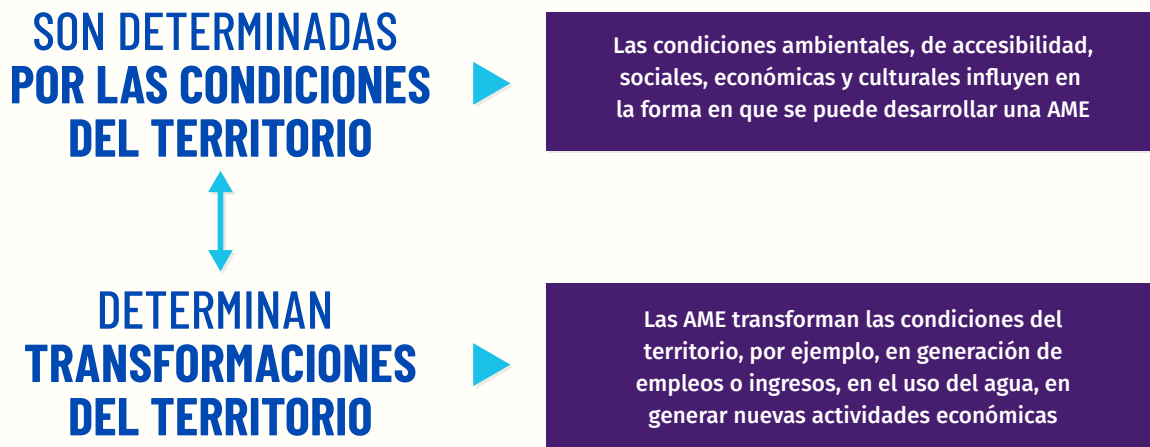 SON DETERMINADAS
POR LAS CONDICIONES
DEL TERRITORIO
Las condiciones ambientales, de accesibilidad,
sociales, económicas y culturales influyen en
la forma en que se puede desarrollar una AME
DETERMINAN
TRANSFORMACIONES
DEL TERRITORIO
Las AME transforman las condiciones del
territorio, por ejemplo, en generación de
empleos o ingresos, en el uso del agua, en
generar nuevas actividades económicas